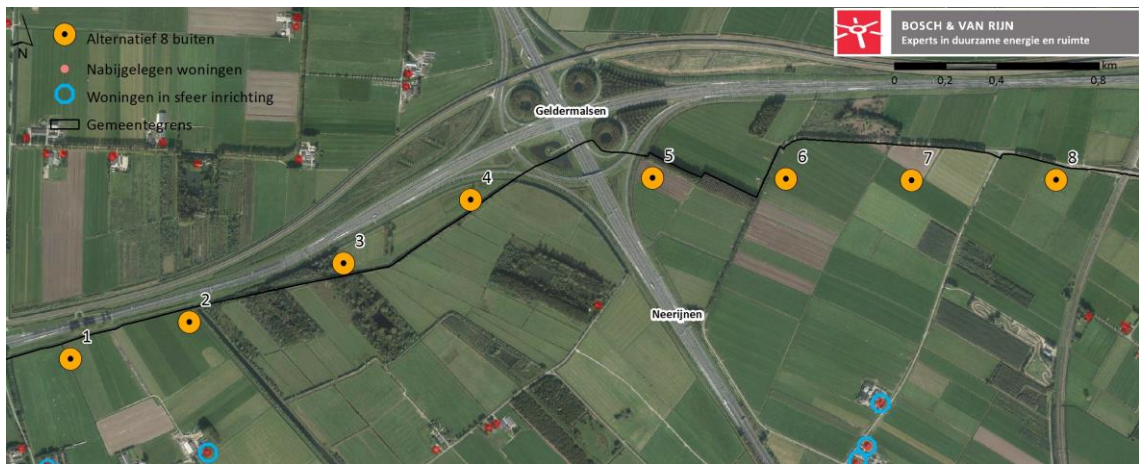 N
Alternatief 8 buiten
Nabijgelegen woningen
Woningen in sfeer inrichting
Gemeentegrens
BOSCH & VAN RIJN
Experts in duurzame energie en ruimte
km
0 0,2 0,4 0,8
Geldermalsen
Neerijnen
1
2
3
4
5
6
7
8